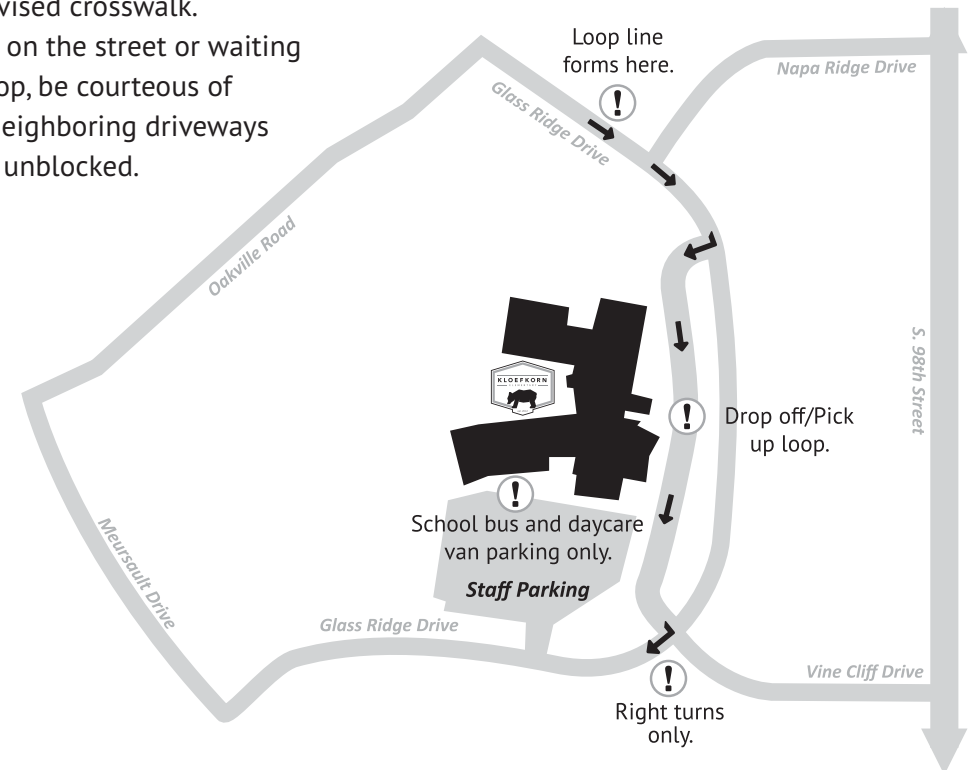 vised crosswalk.
on the street or waiting
op, be courteous of
eighboring driveways
unblocked.
Loop line
forms here.
!
Napa Ridge Drive
Glass Ridge Drive
Oakville Road
S. 98th Street
KLOEFKORN
!
Drop off/Pick
up loop.
!
School bus and daycare
van parking only.
Staff Parking
Meursault Drive
Glass Ridge Drive
Vine Cliff Drive
!
Right turns
only.